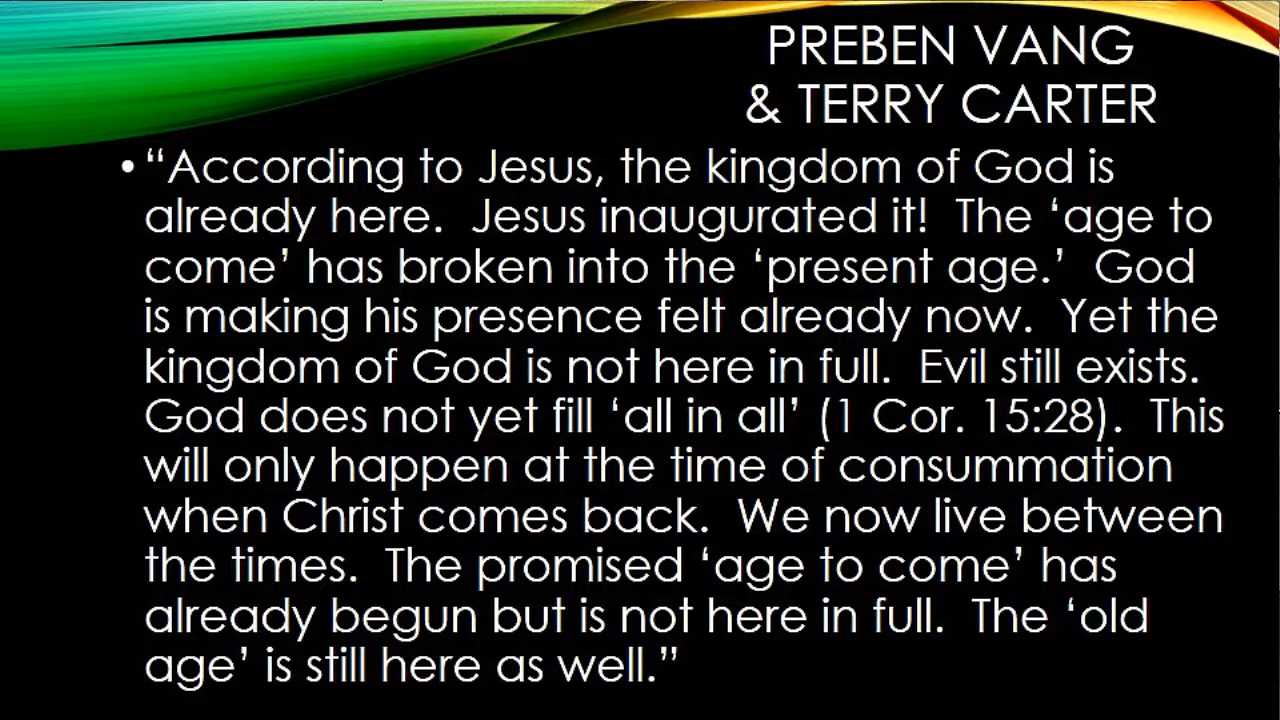 PREBEN VANG
& TERRY CARTER
• “According to Jesus, the kingdom of God is
already here.  Jesus inaugurated it!  The ‘age to
come’ has broken into the ‘present age.’  God
is making his presence felt already now.  Yet the
kingdom of God is not here in full.  Evil still exists.
God does not yet fill ‘all in all’ (1 Cor. 15:28).  This
will only happen at the time of consummation
when Christ comes back.  We now live between
the times.  The promised ‘age to come’ has
already begun but is not here in full.  The ‘old
age’ is still here as well.”